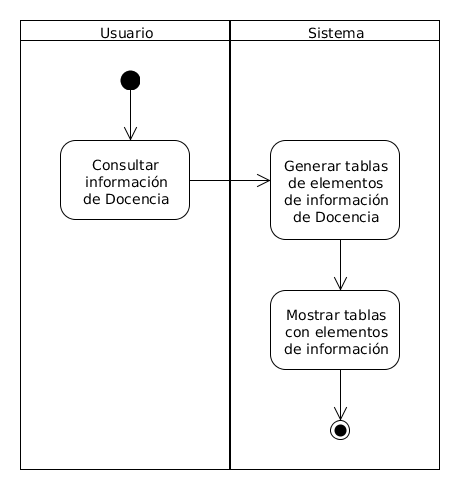 Usuario
Sistema
Consultar
información
de Docencia
Generar tablas
de elementos
de información
de Docencia
Mostrar tablas
con elementos
de información